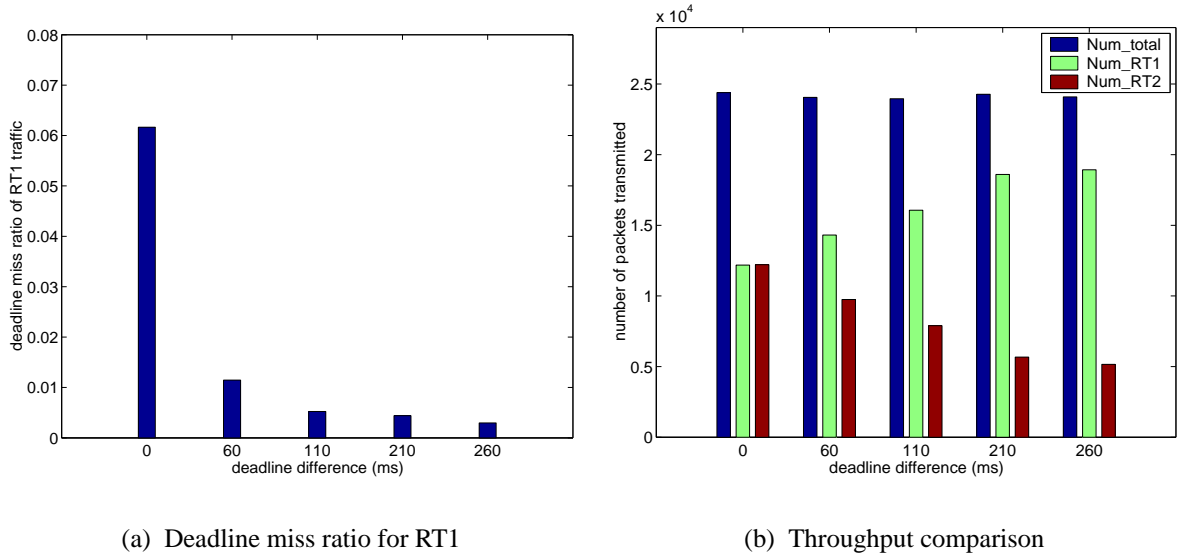 0.08
0.07
0.06
0.05
0.04
0.03
0.02
0.01
0
deadline miss ratio of RT1 traffic
0 60 110 210 260
deadline difference (ms)
(a) Deadline miss ratio for RT1
x 10^4
2.5
2
1.5
1
0.5
0
number of packets transmitted
Num_total
Num_RT1
Num_RT2
0 60 110 210 260
deadline difference (ms)
(b) Throughput comparison